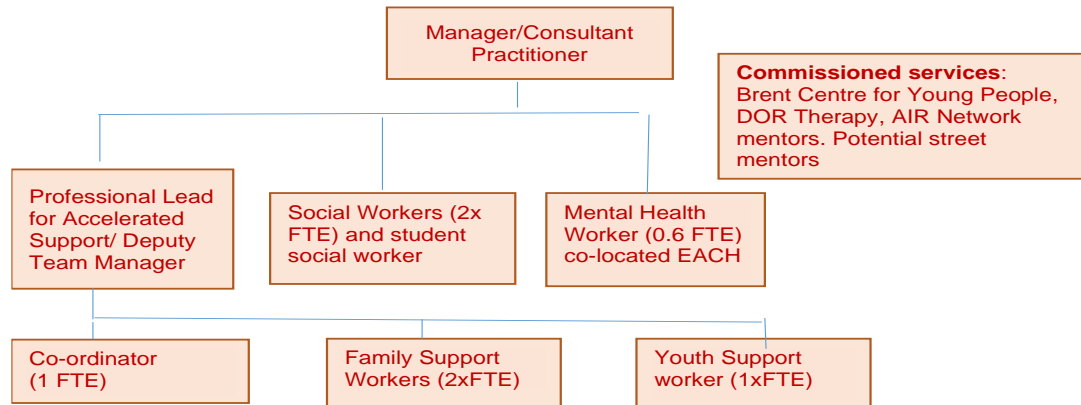 Manager/Consultant
Practitioner
Commissioned services:
Brent Centre for Young People,
DOR Therapy, AIR Network
mentors. Potential street
mentors
Professional Lead
for Accelerated
Support/ Deputy
Team Manager
Social Workers (2x
FTE) and student
social worker
Mental Health
Worker (0.6 FTE)
co-located EACH
Co-ordinator
(1 FTE)
Family Support
Workers (2xFTE)
Youth Support
worker (1xFTE)